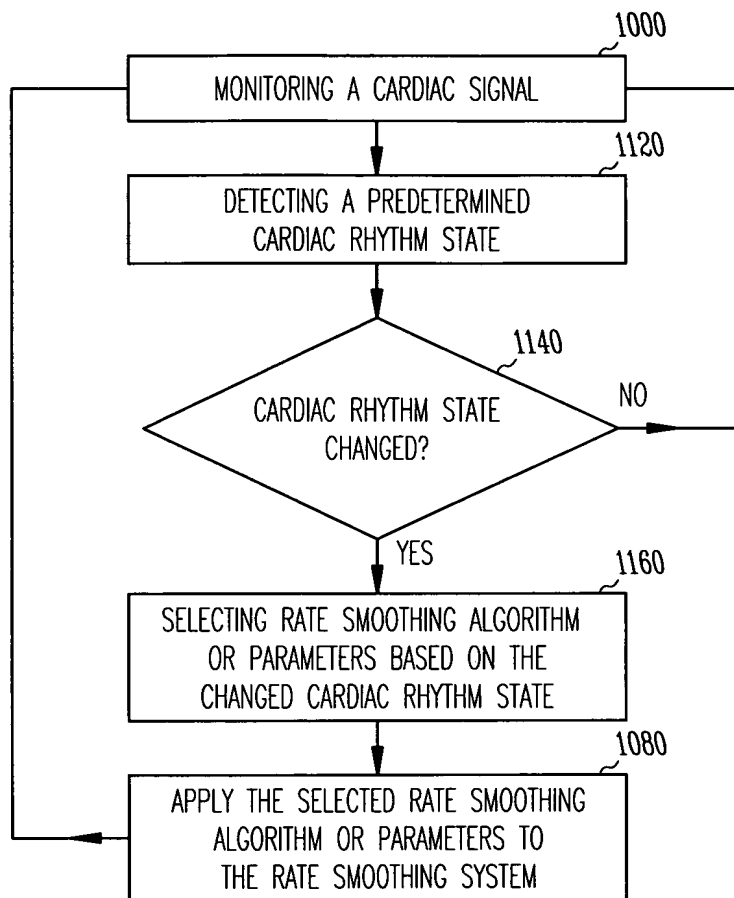 1000
MONITORING A CARDIAC SIGNAL
1120
DETECTING A PREDETERMINED
CARDIAC RHYTHM STATE
1140
CARDIAC RHYTHM STATE
CHANGED?
NO
YES
1160
SELECTING RATE SMOOTHING ALGORITHM
OR PARAMETERS BASED ON THE
CHANGED CARDIAC RHYTHM STATE
1080
APPLY THE SELECTED RATE SMOOTHING
ALGORITHM OR PARAMETERS TO
THE RATE SMOOTHING SYSTEM